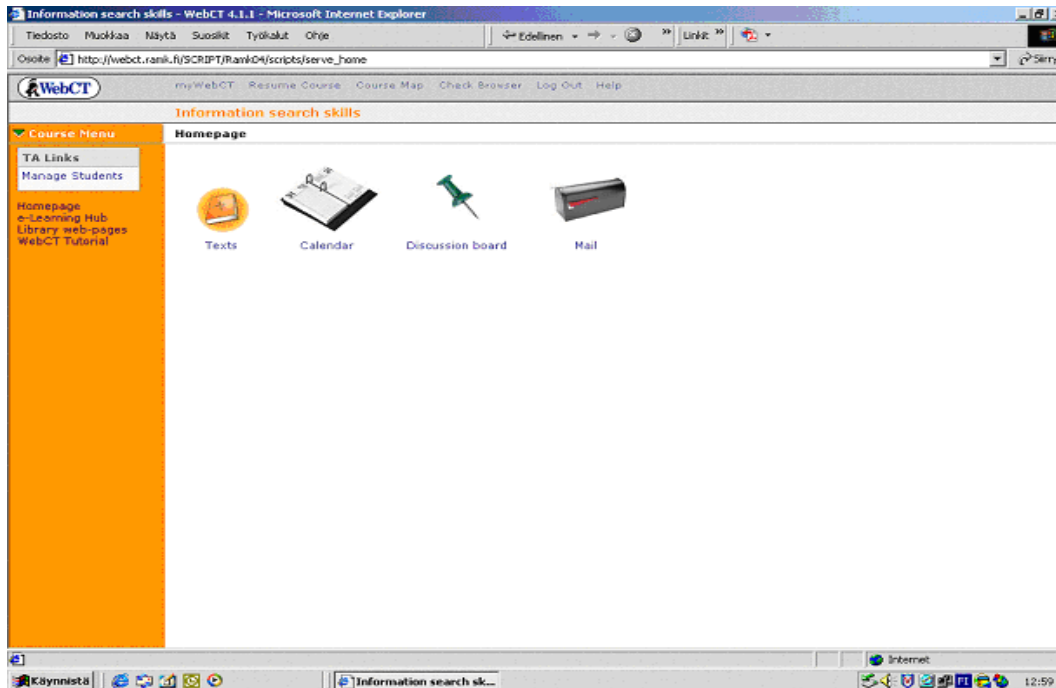 Information search skills - WebCT 4.1.1 - Microsoft Internet Explorer
Tiedosto Muokkaa Näytä Suosikit Työkalut Ohje Edellinen Linkit
Osoite http://webct.ramk.fi/SCRIPT/Ramk04/scripts/serve_home Siirry
WebCT myWebCT Resume Course Course Map Check Browser Log Out Help
Information search skills
Course Menu Homepage
TA Links
Manage Students
Homepage
e-Learning Hub
Library web-pages
WebCT Tutorial
Texts Calendar Discussion board Mail
Internet
Käynnistä Information search sk... FI 12:59